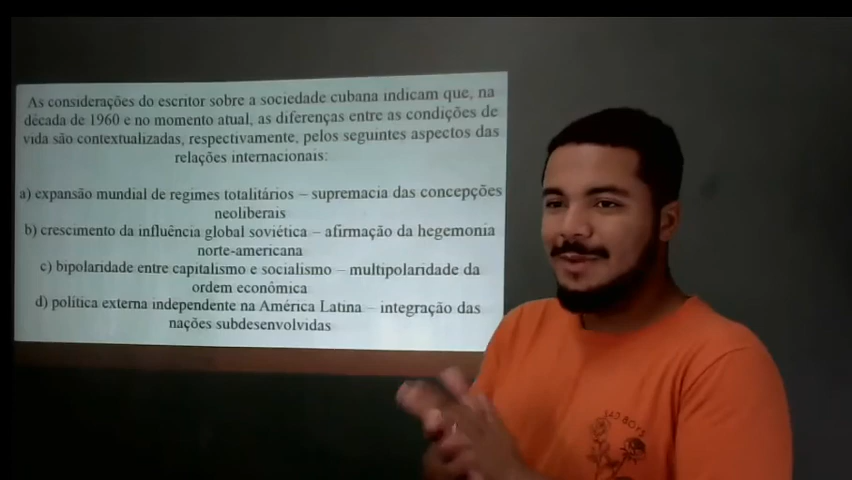 As considerações do escritor sobre a sociedade cubana indicam que, na
década de 1960 e no momento atual, as diferenças entre as condições de
vida são contextualizadas, respectivamente, pelos seguintes aspectos das
relações internacionais:
a) expansão mundial de regimes totalitários – supremacia das concepções
neoliberais
b) crescimento da influência global soviética – afirmação da hegemonia
norte-americana
c) bipolaridade entre capitalismo e socialismo – multipolaridade da
ordem econômica
d) política externa independente na América Latina – integração das
nações subdesenvolvidas
SAD BOYS